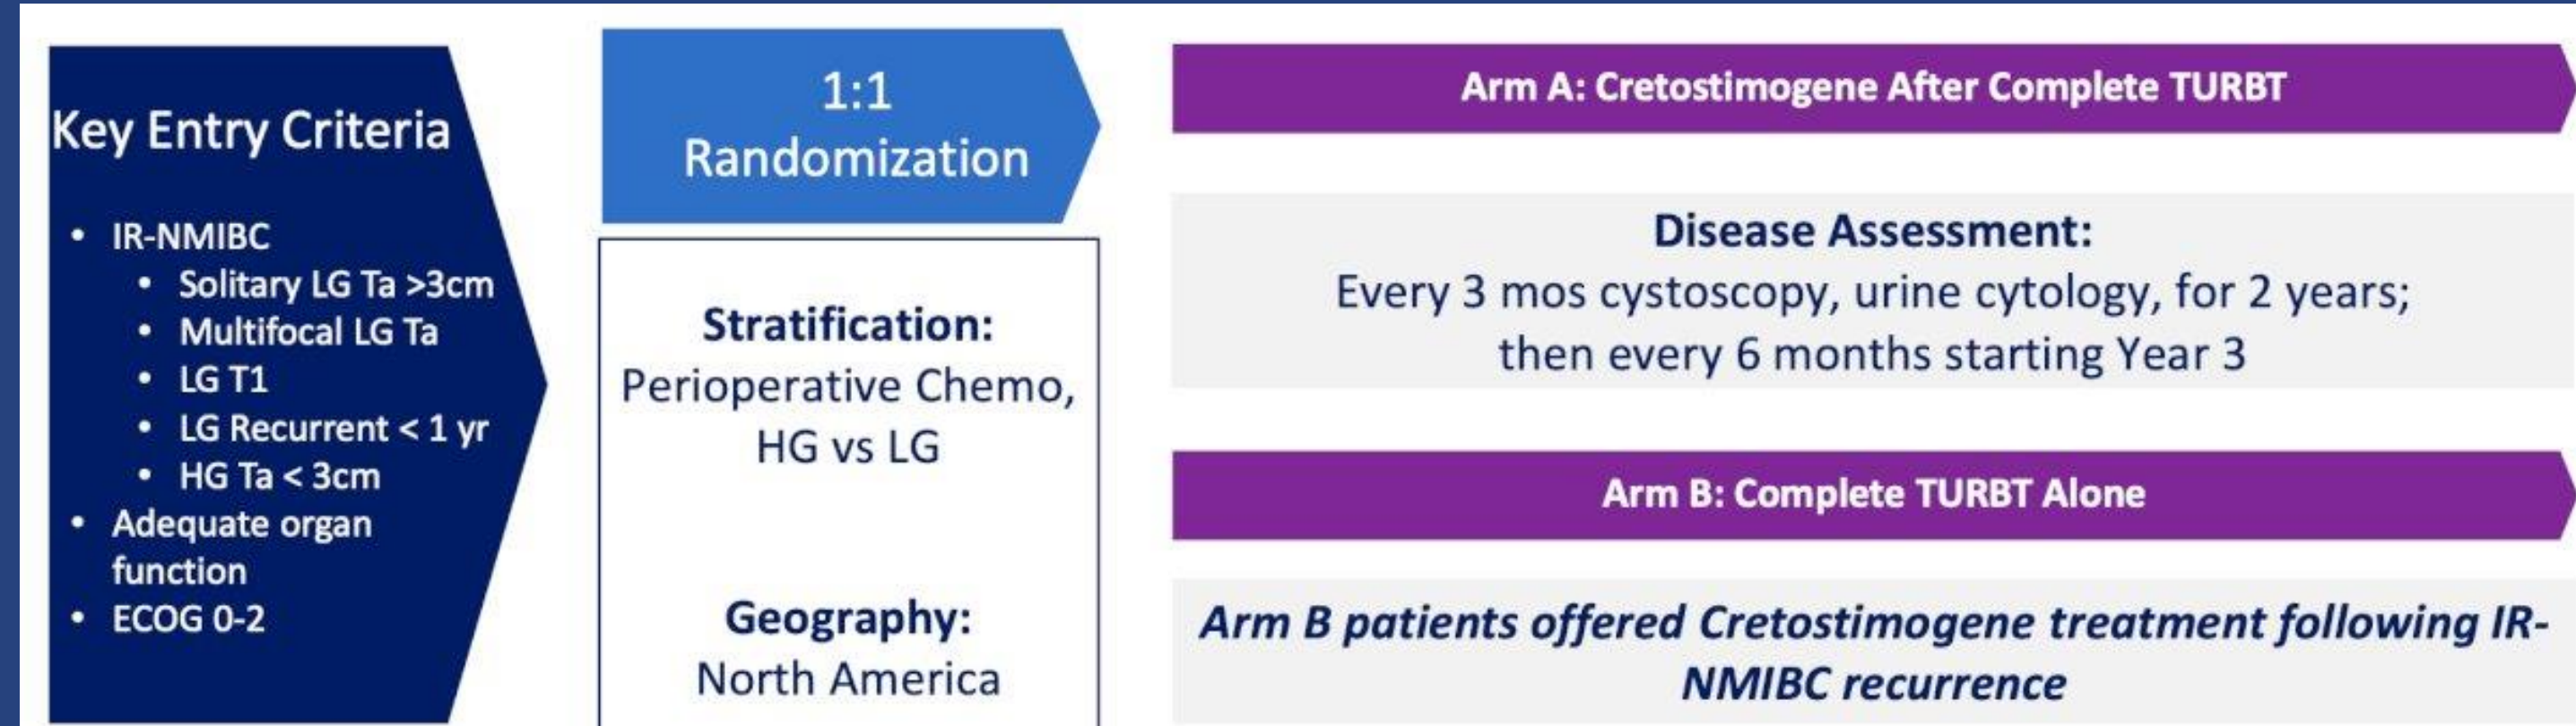 Key Entry Criteria
• IR-NMIBC
• Solitary LG Ta >3cm
• Multifocal LG Ta
• LG T1
• LG Recurrent < 1 yr
• HG Ta < 3cm
• Adequate organ
function
• ECOG 0-2
1:1
Randomization
Stratification:
Perioperative Chemo,
HG vs LG
Geography:
North America
Arm A: Cretostimogene After Complete TURBT
Disease Assessment:
Every 3 mos cystoscopy, urine cytology, for 2 years;
then every 6 months starting Year 3
Arm B: Complete TURBT Alone
Arm B patients offered Cretostimogene treatment following IR-
NMIBC recurrence